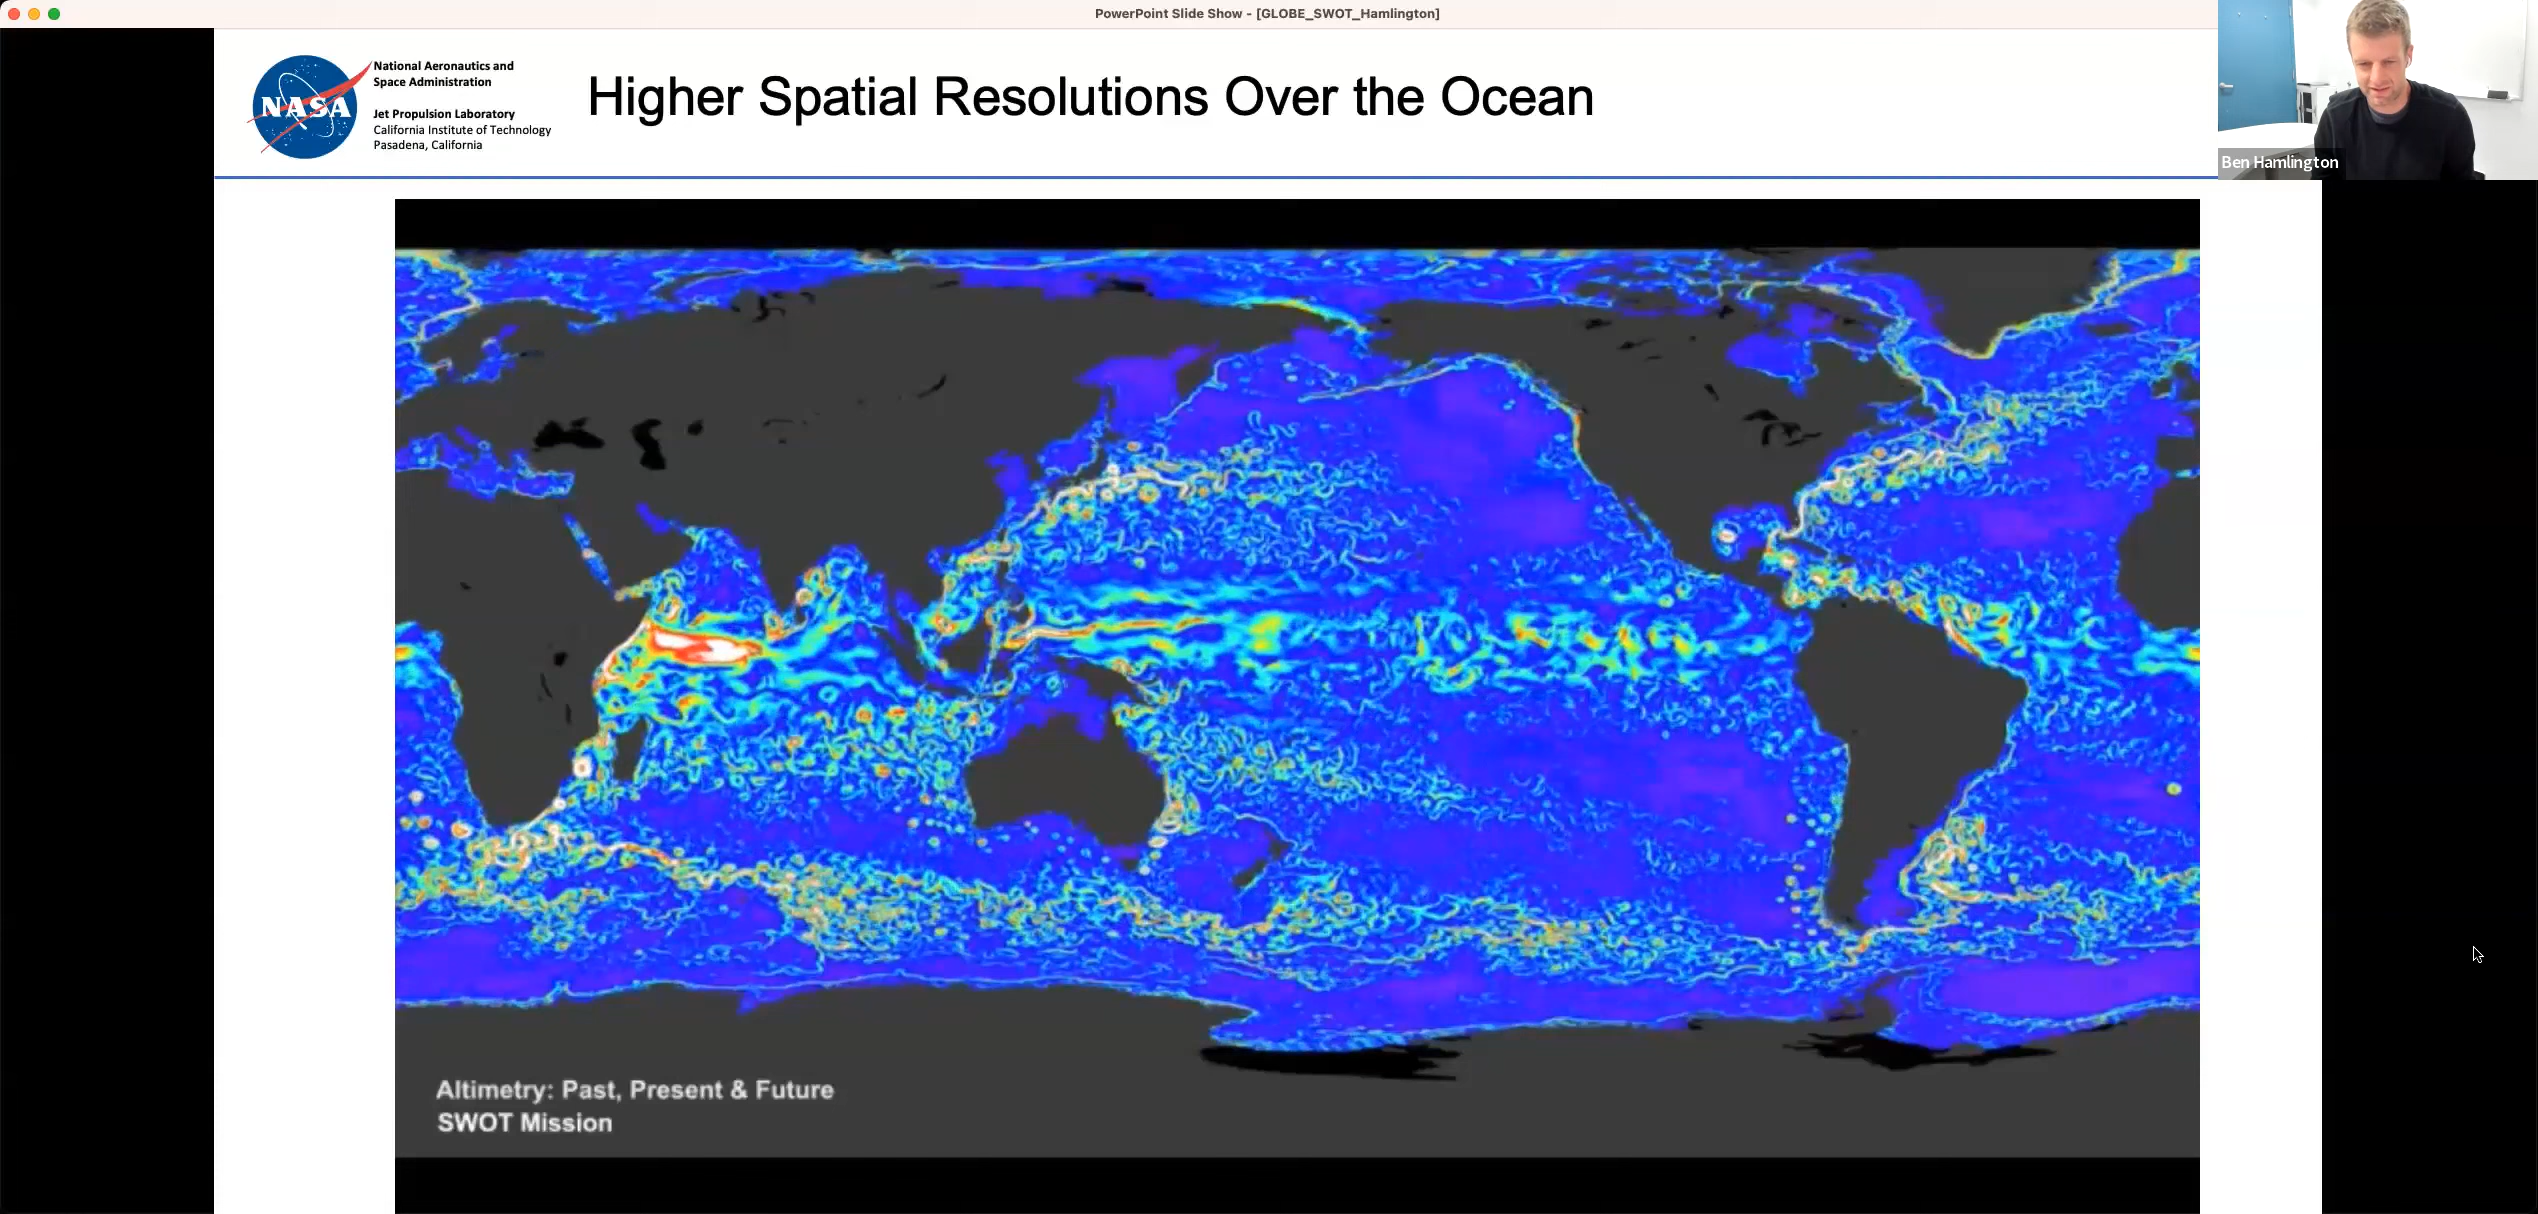 PowerPoint Slide Show - [GLOBE_SWOT_Hamlington]
NASA
National Aeronautics and
Space Administration
Jet Propulsion Laboratory
California Institute of Technology
Pasadena, California
Higher Spatial Resolutions Over the Ocean
Ben Hamlington
Altimetry: Past, Present & Future
SWOT Mission